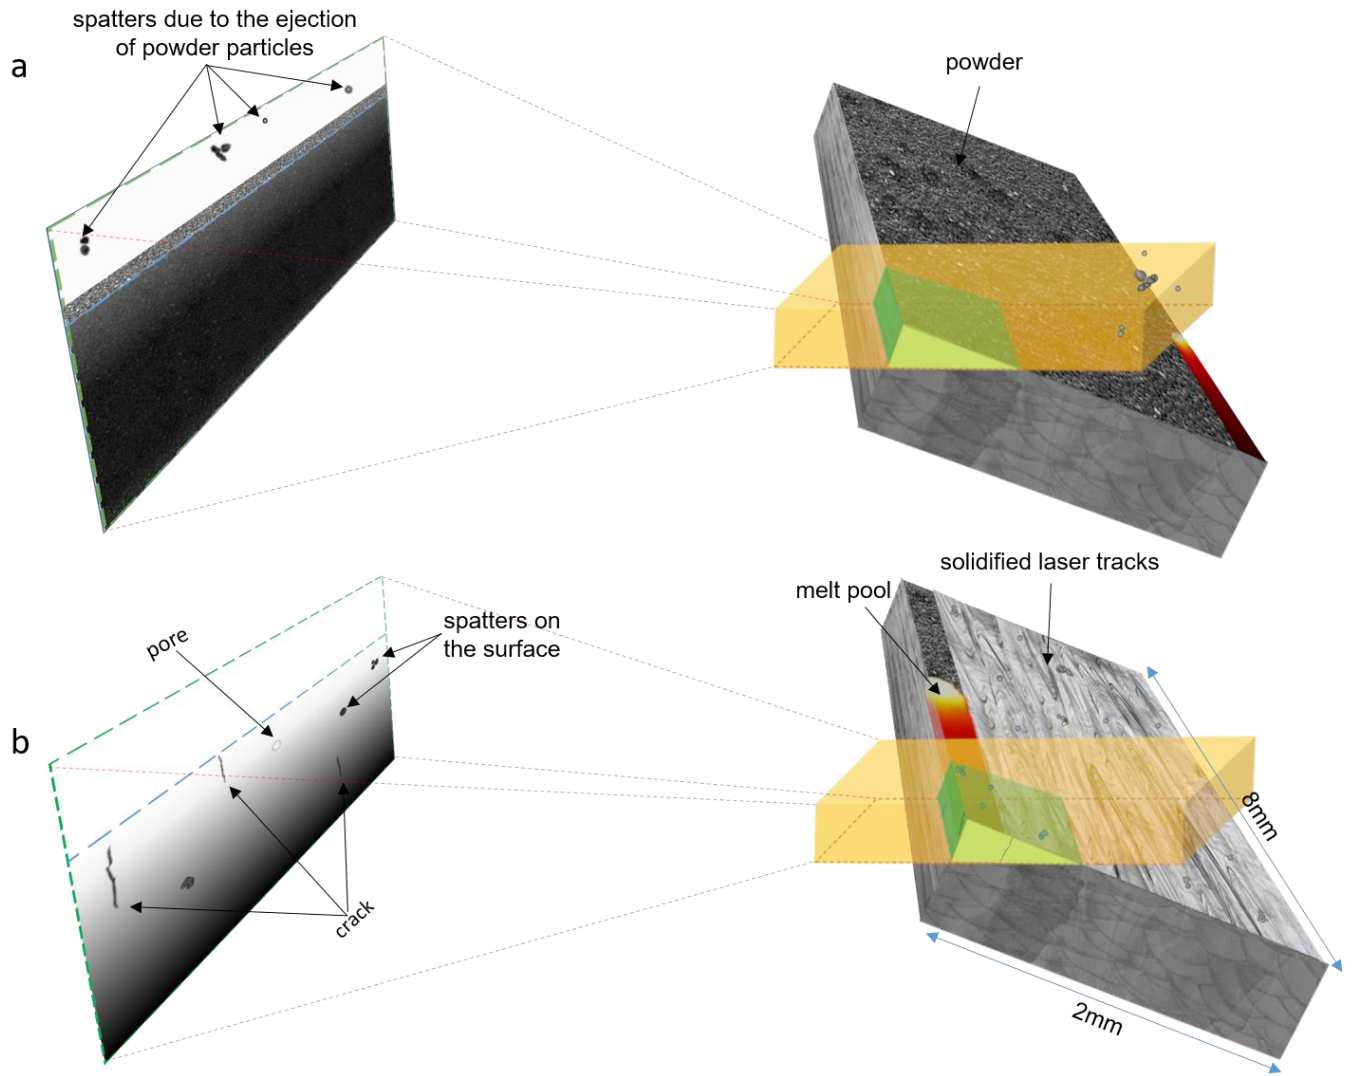 spatters due to the ejection
of powder particles
a
powder
solidified laser tracks
melt pool
spatters on
the surface
pore
b
8mm
crack
2mm